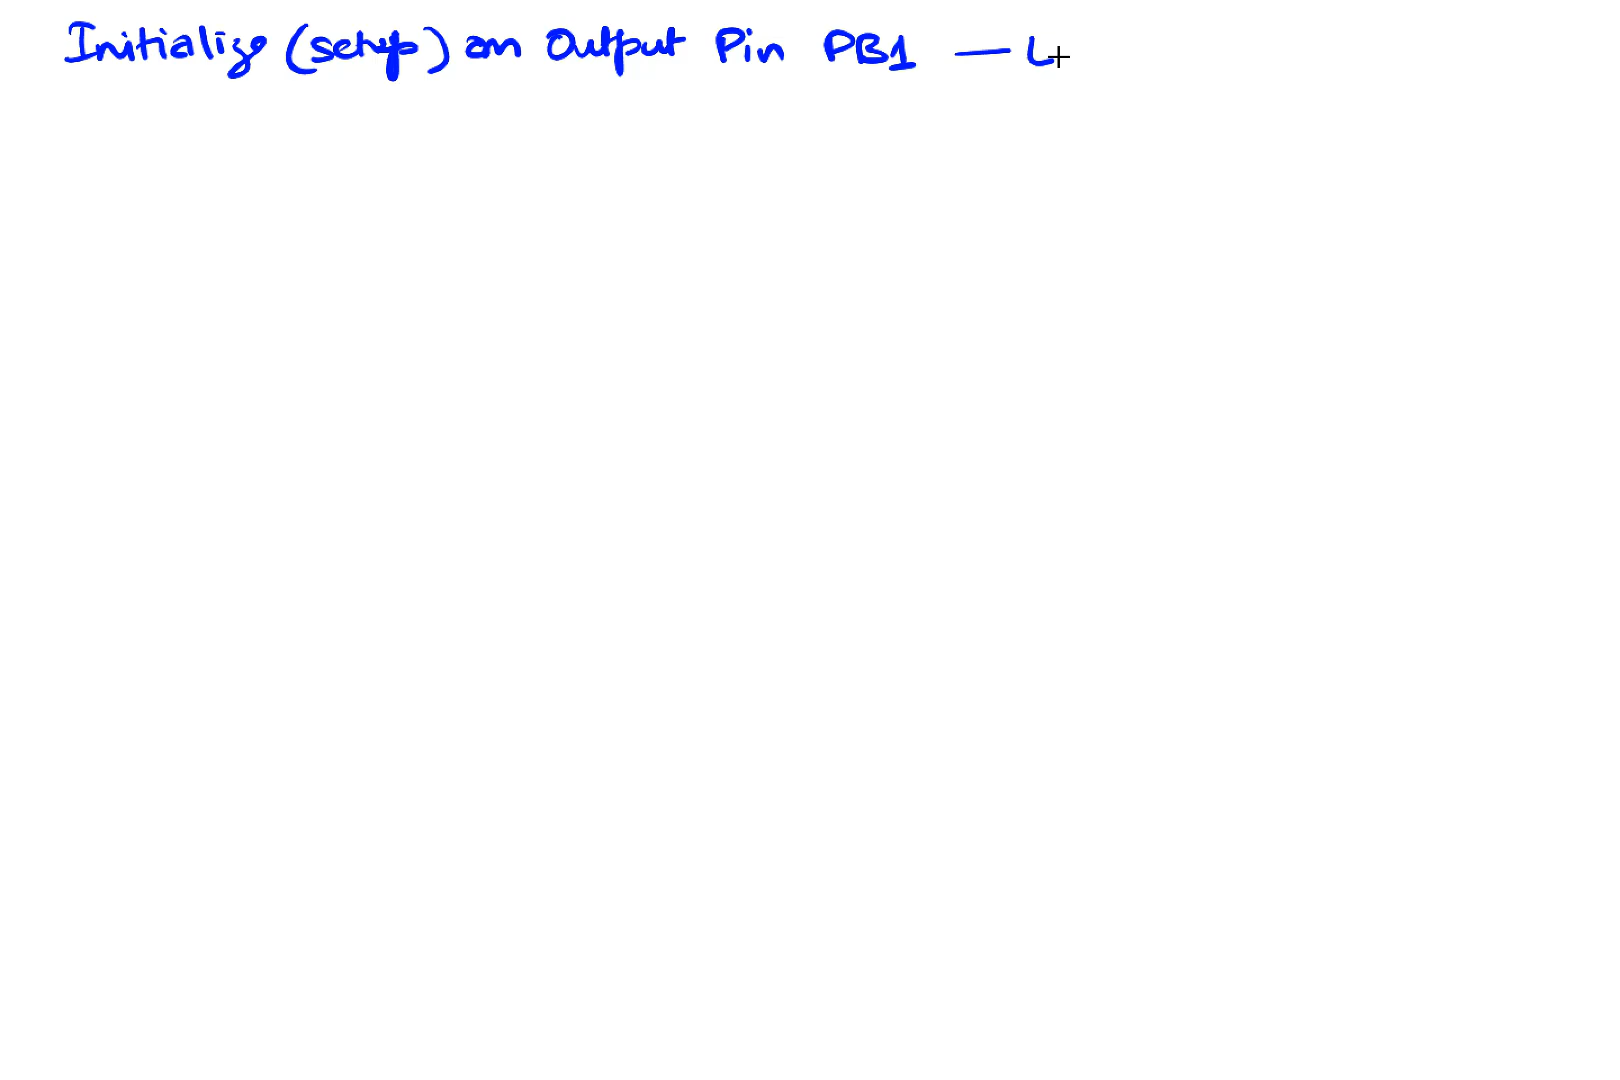 Initialize (setup) an Output Pin PB1 — L